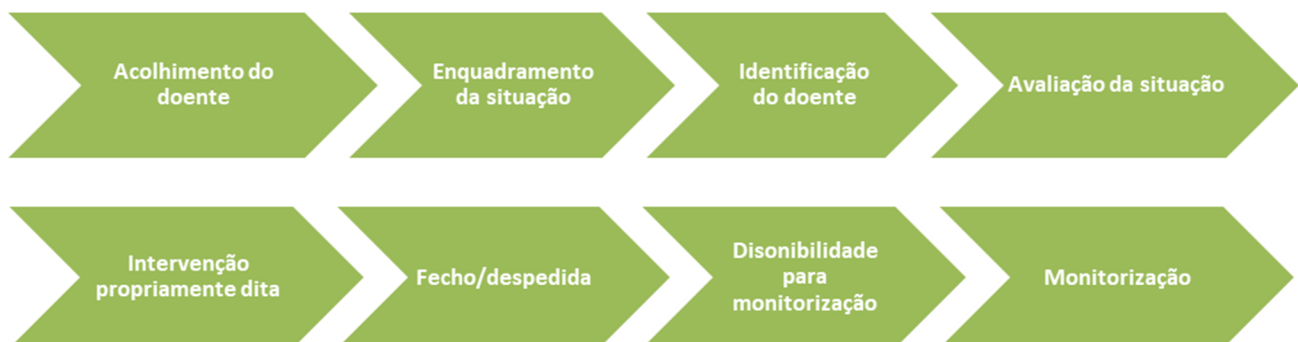 Acolhimento do
doente
Enquadramento
da situação
Identificação
do doente
Avaliação da situação
Intervenção
propriamente dita
Fecho/despedida
Disonibilidade
para
monitorização
Monitorização